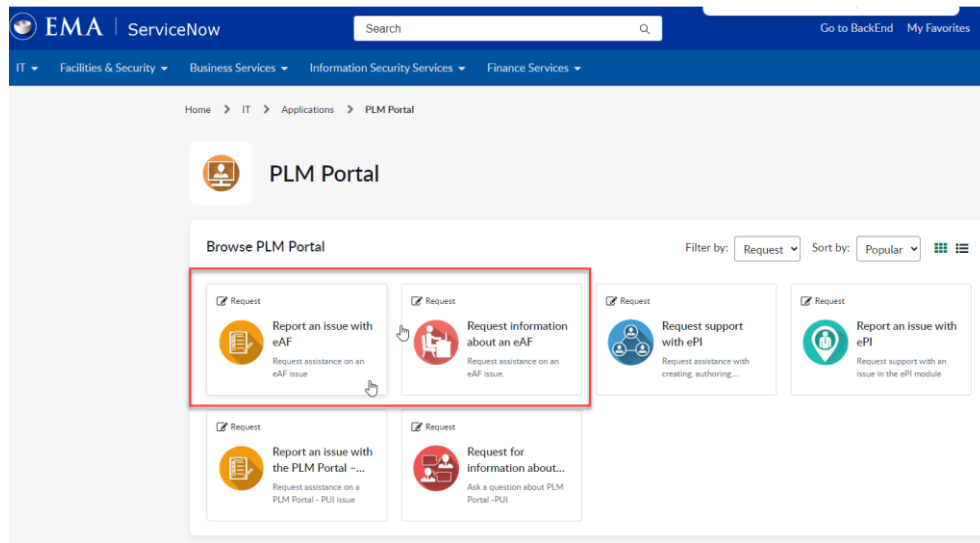 EMA | ServiceNow
Search
Go to BackEnd My Favorites
IT Facilities & Security Business Services Information Security Services Finance Services
Home > IT > Applications > PLM Portal
PLM Portal
Browse PLM Portal
Filter by: Request Sort by: Popular
Request
Report an issue with
eAF
Request assistance on an
eAF issue
Request
Request information
about an eAF
Request assistance on an
eAF issue.
Request
Request support
with ePI
Request assistance with
creating, authoring,...
Request
Report an issue with
ePI
Request support with an
issue in the ePI module
Request
Report an issue with
the PLM Portal –...
Request assistance on a
PLM Portal - PUI issue
Request
Request for
information about...
Ask a question about PLM
Portal -PUI